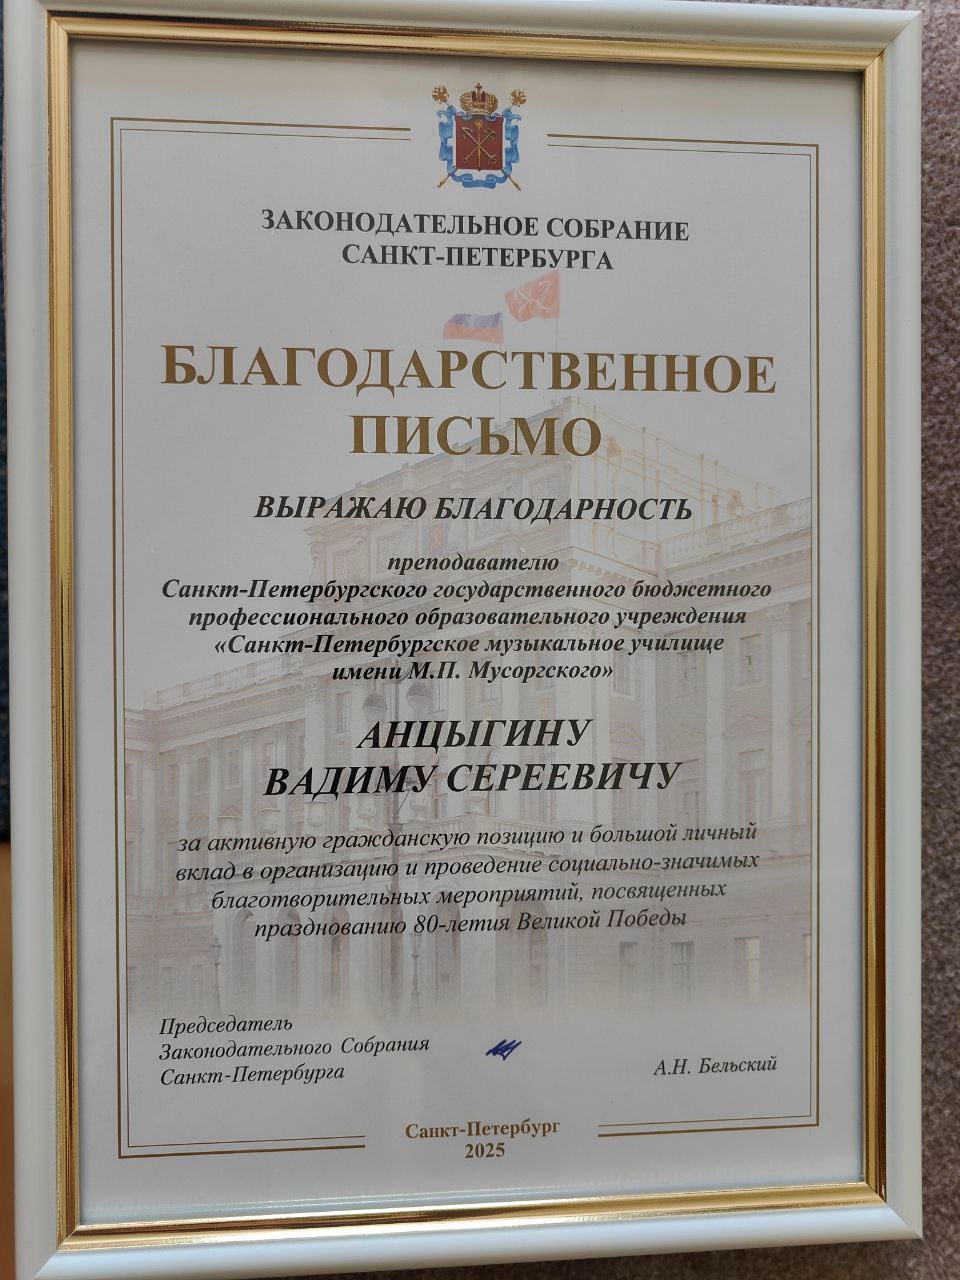 ЗАКОНОДАТЕЛЬНОЕ СОБРАНИЕ
САНКТ-ПЕТЕРБУРГА
БЛАГОДАРСТВЕННОЕ
ПИСЬМО
ВЫРАЖАЮ БЛАГОДАРНОСТЬ
преподавателю
Санкт-Петербургского государственного бюджетного
профессионального образовательного учреждения
«Санкт-Петербургское музыкальное училище
имени М.П. Мусоргского»
АНЦЫГИНУ
ВАДИМУ СЕРЕЕВИЧУ
за активную гражданскую позицию и большой личный
вклад в организацию и проведение социально-значимых
благотворительных мероприятий, посвященных
празднованию 80-летия Великой Победы
Председатель
Законодательного Собрания
Санкт-Петербурга
А.Н. Бельский
Санкт-Петербург
2025